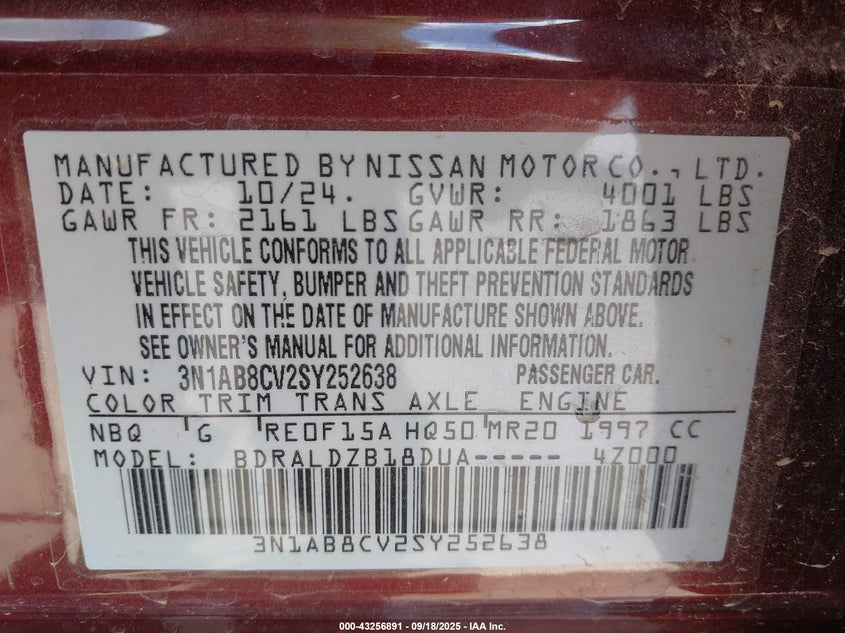 MANUFACTURED BY NISSAN MOTOR CO., LTD.
DATE: 10/24. GVWR: 4001 LBS
GAWR FR: 2161 LBS GAWR RR: 1863 LBS
THIS VEHICLE CONFORMS TO ALL APPLICABLE FEDERAL MOTOR
VEHICLE SAFETY, BUMPER AND THEFT PREVENTION STANDARDS
IN EFFECT ON THE DATE OF MANUFACTURE SHOWN ABOVE.
SEE OWNER'S MANUAL FOR ADDITIONAL INFORMATION.
VIN: 3N1AB8CV2SY252638 PASSENGER CAR.
COLOR TRIM TRANS AXLE ENGINE
NBQ G RE0F15A HQ50 MR20 1997 CC
MODEL: BDRALDZB18DUA----- 4Z000
3N1AB8CV2SY252638
000-43256891 - 09/18/2025 - IAA Inc.